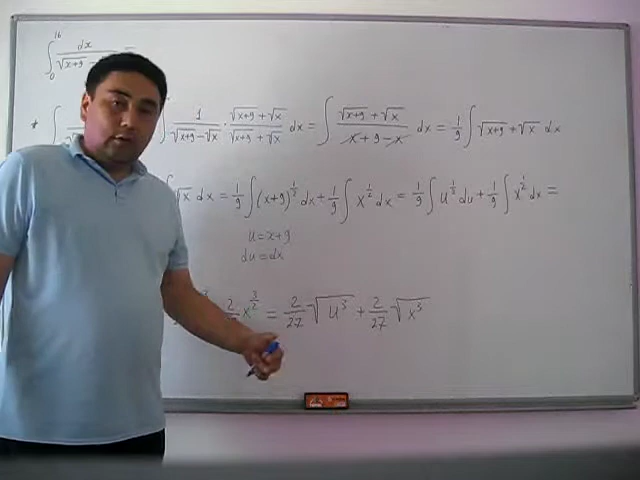 ∫₀¹⁶ dx / √(x+9) −
* ∫ ∫ 1/(√(x+9) − √x) · (√(x+9) + √x)/(√(x+9) + √x) dx = ∫ (√(x+9) + √x)/(x + 9 − x) dx = 1/9 ∫ √(x+9) + √x dx
√x dx = 1/9 ∫ (x+9)^(1/2) dx + 1/9 ∫ x^(1/2) dx = 1/9 ∫ u^(1/2) du + 1/9 ∫ x^(1/2) dx =
u = x+9
du = dx
x^(3/2) = 2/27 √(u³) + 2/27 √(x³)